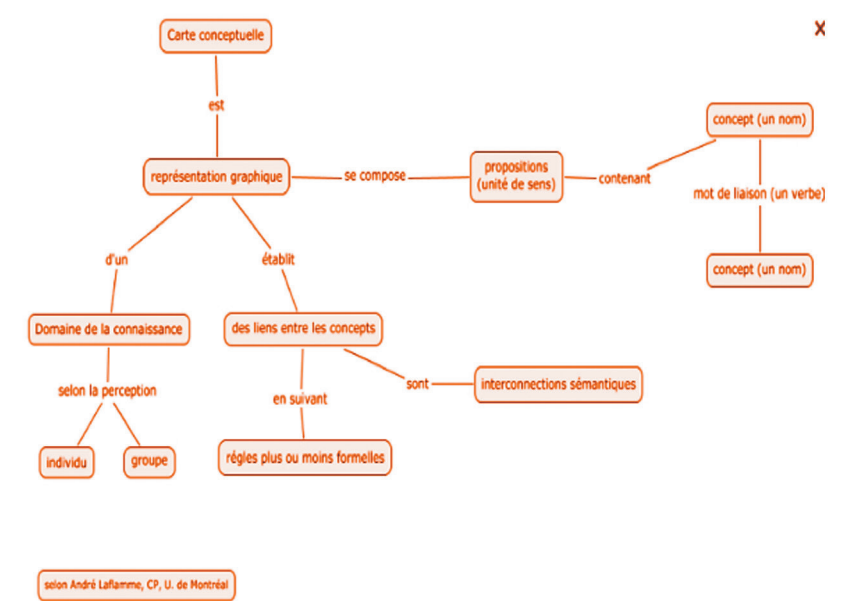 Carte conceptuelle
X
est
concept (un nom)
représentation graphique
se compose
propositions
(unité de sens)
contenant
mot de liaison (un verbe)
d'un
établit
concept (un nom)
Domaine de la connaissance
des liens entre les concepts
selon la perception
en suivant
sont
interconnections sémantiques
individu
groupe
régles plus ou moins formelles
selon André Laflamme, CP, U. de Montréal